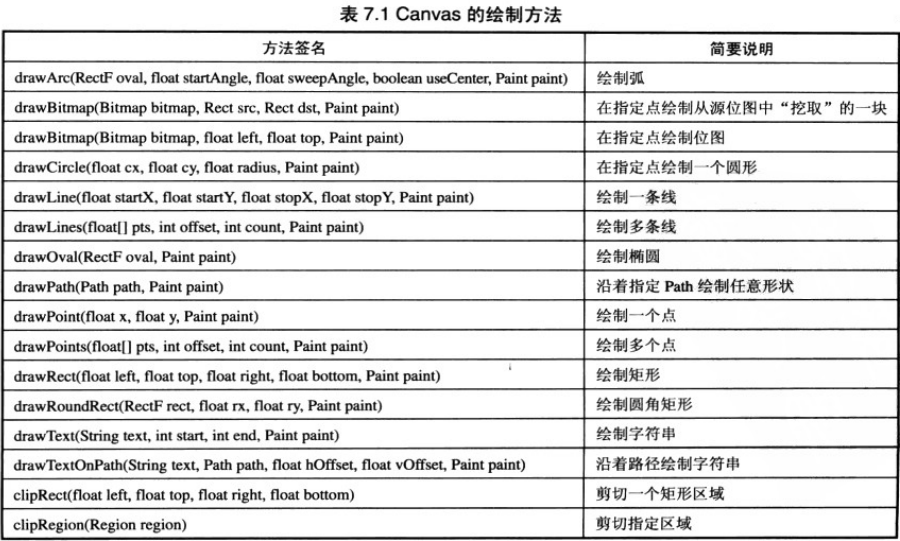 表 7.1 Canvas 的绘制方法
方法签名 简要说明
drawArc(RectF oval, float startAngle, float sweepAngle, boolean useCenter, Paint paint) 绘制弧
drawBitmap(Bitmap bitmap, Rect src, Rect dst, Paint paint) 在指定点绘制从源位图中“挖取”的一块
drawBitmap(Bitmap bitmap, float left, float top, Paint paint) 在指定点绘制位图
drawCircle(float cx, float cy, float radius, Paint paint) 在指定点绘制一个圆形
drawLine(float startX, float startY, float stopX, float stopY, Paint paint) 绘制一条线
drawLines(float[] pts, int offset, int count, Paint paint) 绘制多条线
drawOval(RectF oval, Paint paint) 绘制椭圆
drawPath(Path path, Paint paint) 沿着指定 Path 绘制任意形状
drawPoint(float x, float y, Paint paint) 绘制一个点
drawPoints(float[] pts, int offset, int count, Paint paint) 绘制多个点
drawRect(float left, float top, float right, float bottom, Paint paint) 绘制矩形
drawRoundRect(RectF rect, float rx, float ry, Paint paint) 绘制圆角矩形
drawText(String text, int start, int end, Paint paint) 绘制字符串
drawTextOnPath(String text, Path path, float hOffset, float vOffset, Paint paint) 沿着路径绘制字符串
clipRect(float left, float top, float right, float bottom) 剪切一个矩形区域
clipRegion(Region region) 剪切指定区域